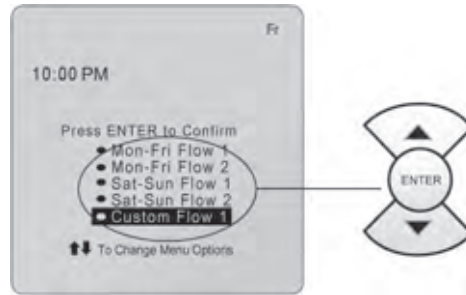 Fr
10:00 PM
Press ENTER to Confirm
Mon-Fri Flow 1
Mon-Fri Flow 2
Sat-Sun Flow 1
Sat-Sun Flow 2
Custom Flow 1
To Change Menu Options
ENTER